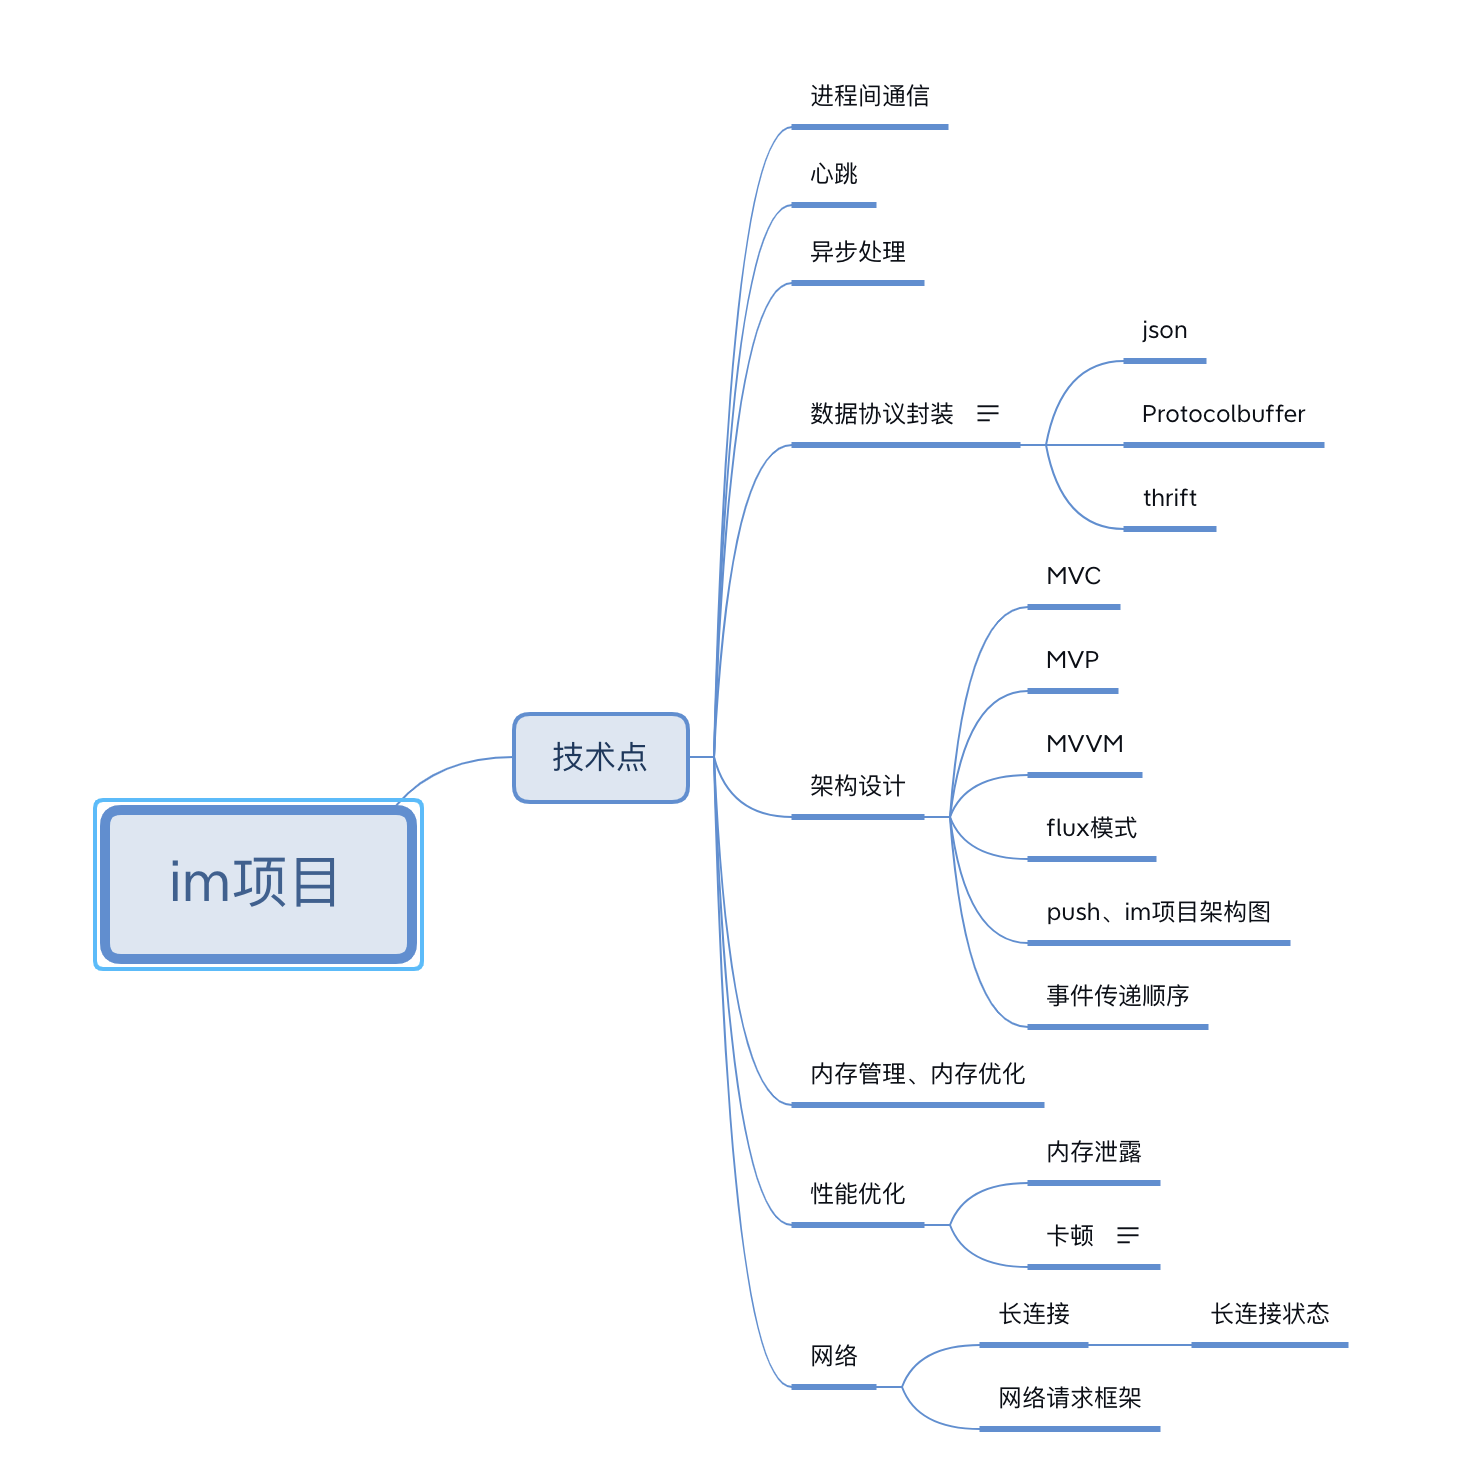 im项目
技术点
进程间通信
心跳
异步处理
数据协议封装
json
Protocolbuffer
thrift
架构设计
MVC
MVP
MVVM
flux模式
push、im项目架构图
事件传递顺序
内存管理、内存优化
性能优化
内存泄露
卡顿
网络
长连接
长连接状态
网络请求框架